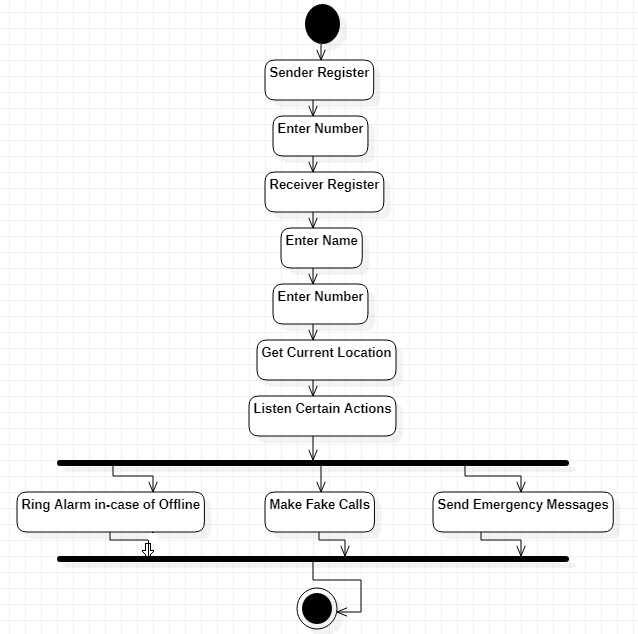 Sender Register
Enter Number
Receiver Register
Enter Name
Enter Number
Get Current Location
Listen Certain Actions
Ring Alarm in-case of Offline
Make Fake Calls
Send Emergency Messages